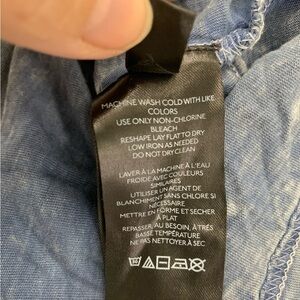 MACHINE WASH COLD WITH LIKE
COLORS
USE ONLY NON-CHLORINE
BLEACH
RESHAPE LAY FLAT TO DRY
LOW IRON AS NEEDED
DO NOT DRY CLEAN
LAVER À LA MACHINE À L'EAU
FROIDE AVEC COULEURS
SIMILAIRES
UTILISER UN AGENT DE
BLANCHIMENT SANS CHLORE SI
NÉCESSAIRE
METTRE EN FORME ET SÉCHER
À PLAT
REPASSER, AU BESOIN, À TRÈS
BASSE TEMPÉRATURE
NE PAS NETTOYER À SEC